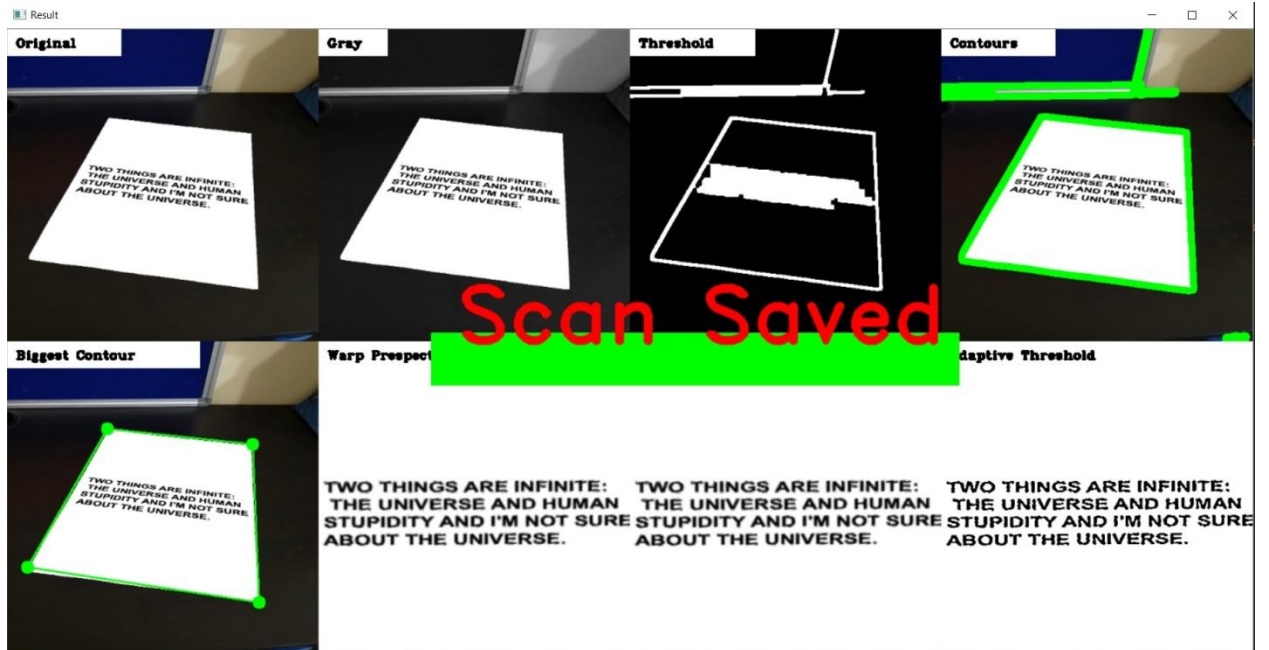 Result
Original
Gray
Threshold
Contours
TWO THINGS ARE INFINITE:
THE UNIVERSE AND HUMAN
STUPIDITY AND I'M NOT SURE
ABOUT THE UNIVERSE.
TWO THINGS ARE INFINITE:
THE UNIVERSE AND HUMAN
STUPIDITY AND I'M NOT SURE
ABOUT THE UNIVERSE.
TWO THINGS ARE INFINITE:
THE UNIVERSE AND HUMAN
STUPIDITY AND I'M NOT SURE
ABOUT THE UNIVERSE.
Scan Saved
Biggest Contour
Warp Prespect
daptive Threshold
TWO THINGS ARE INFINITE:
THE UNIVERSE AND HUMAN
STUPIDITY AND I'M NOT SURE
ABOUT THE UNIVERSE.
TWO THINGS ARE INFINITE:
THE UNIVERSE AND HUMAN
STUPIDITY AND I'M NOT SURE
ABOUT THE UNIVERSE.
TWO THINGS ARE INFINITE:
THE UNIVERSE AND HUMAN
STUPIDITY AND I'M NOT SURE
ABOUT THE UNIVERSE.
TWO THINGS ARE INFINITE:
THE UNIVERSE AND HUMAN
STUPIDITY AND I'M NOT SURE
ABOUT THE UNIVERSE.